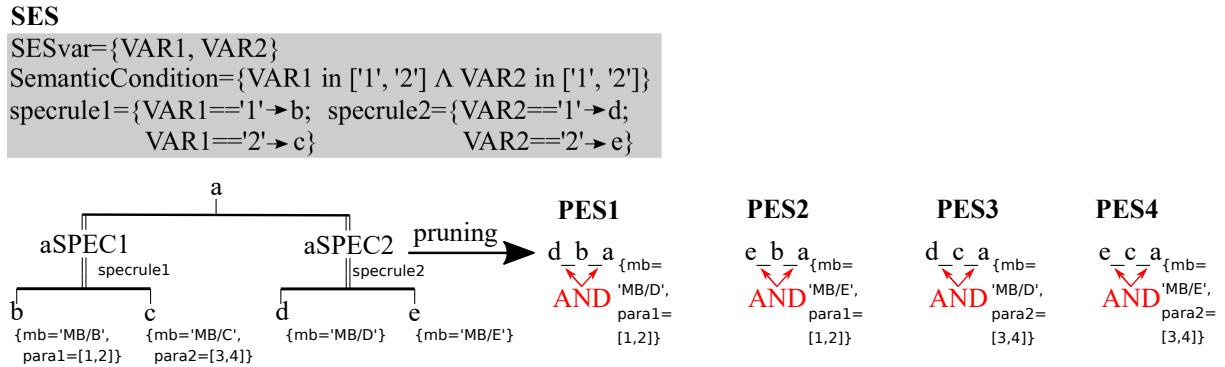 SES
SESvar={VAR1, VAR2}
SemanticCondition={VAR1 in ['1', '2'] Λ VAR2 in ['1', '2']}
specrule1={VAR1=='1'→b; specrule2={VAR2=='1'→d;
VAR1=='2'→c} VAR2=='2'→e}
a
aSPEC1 aSPEC2 pruning
specrule1 specrule2
b c d e
{mb='MB/B', {mb='MB/C', {mb='MB/D'} {mb='MB/E'}
para1=[1,2]} para2=[3,4]}
PES1 PES2 PES3 PES4
d_b_a e_b_a d_c_a e_c_a
{mb= {mb= {mb= {mb=
AND 'MB/D', AND 'MB/E', AND 'MB/D', AND 'MB/E',
para1= para1= para2= para2=
[1,2]} [1,2]} [3,4]} [3,4]}